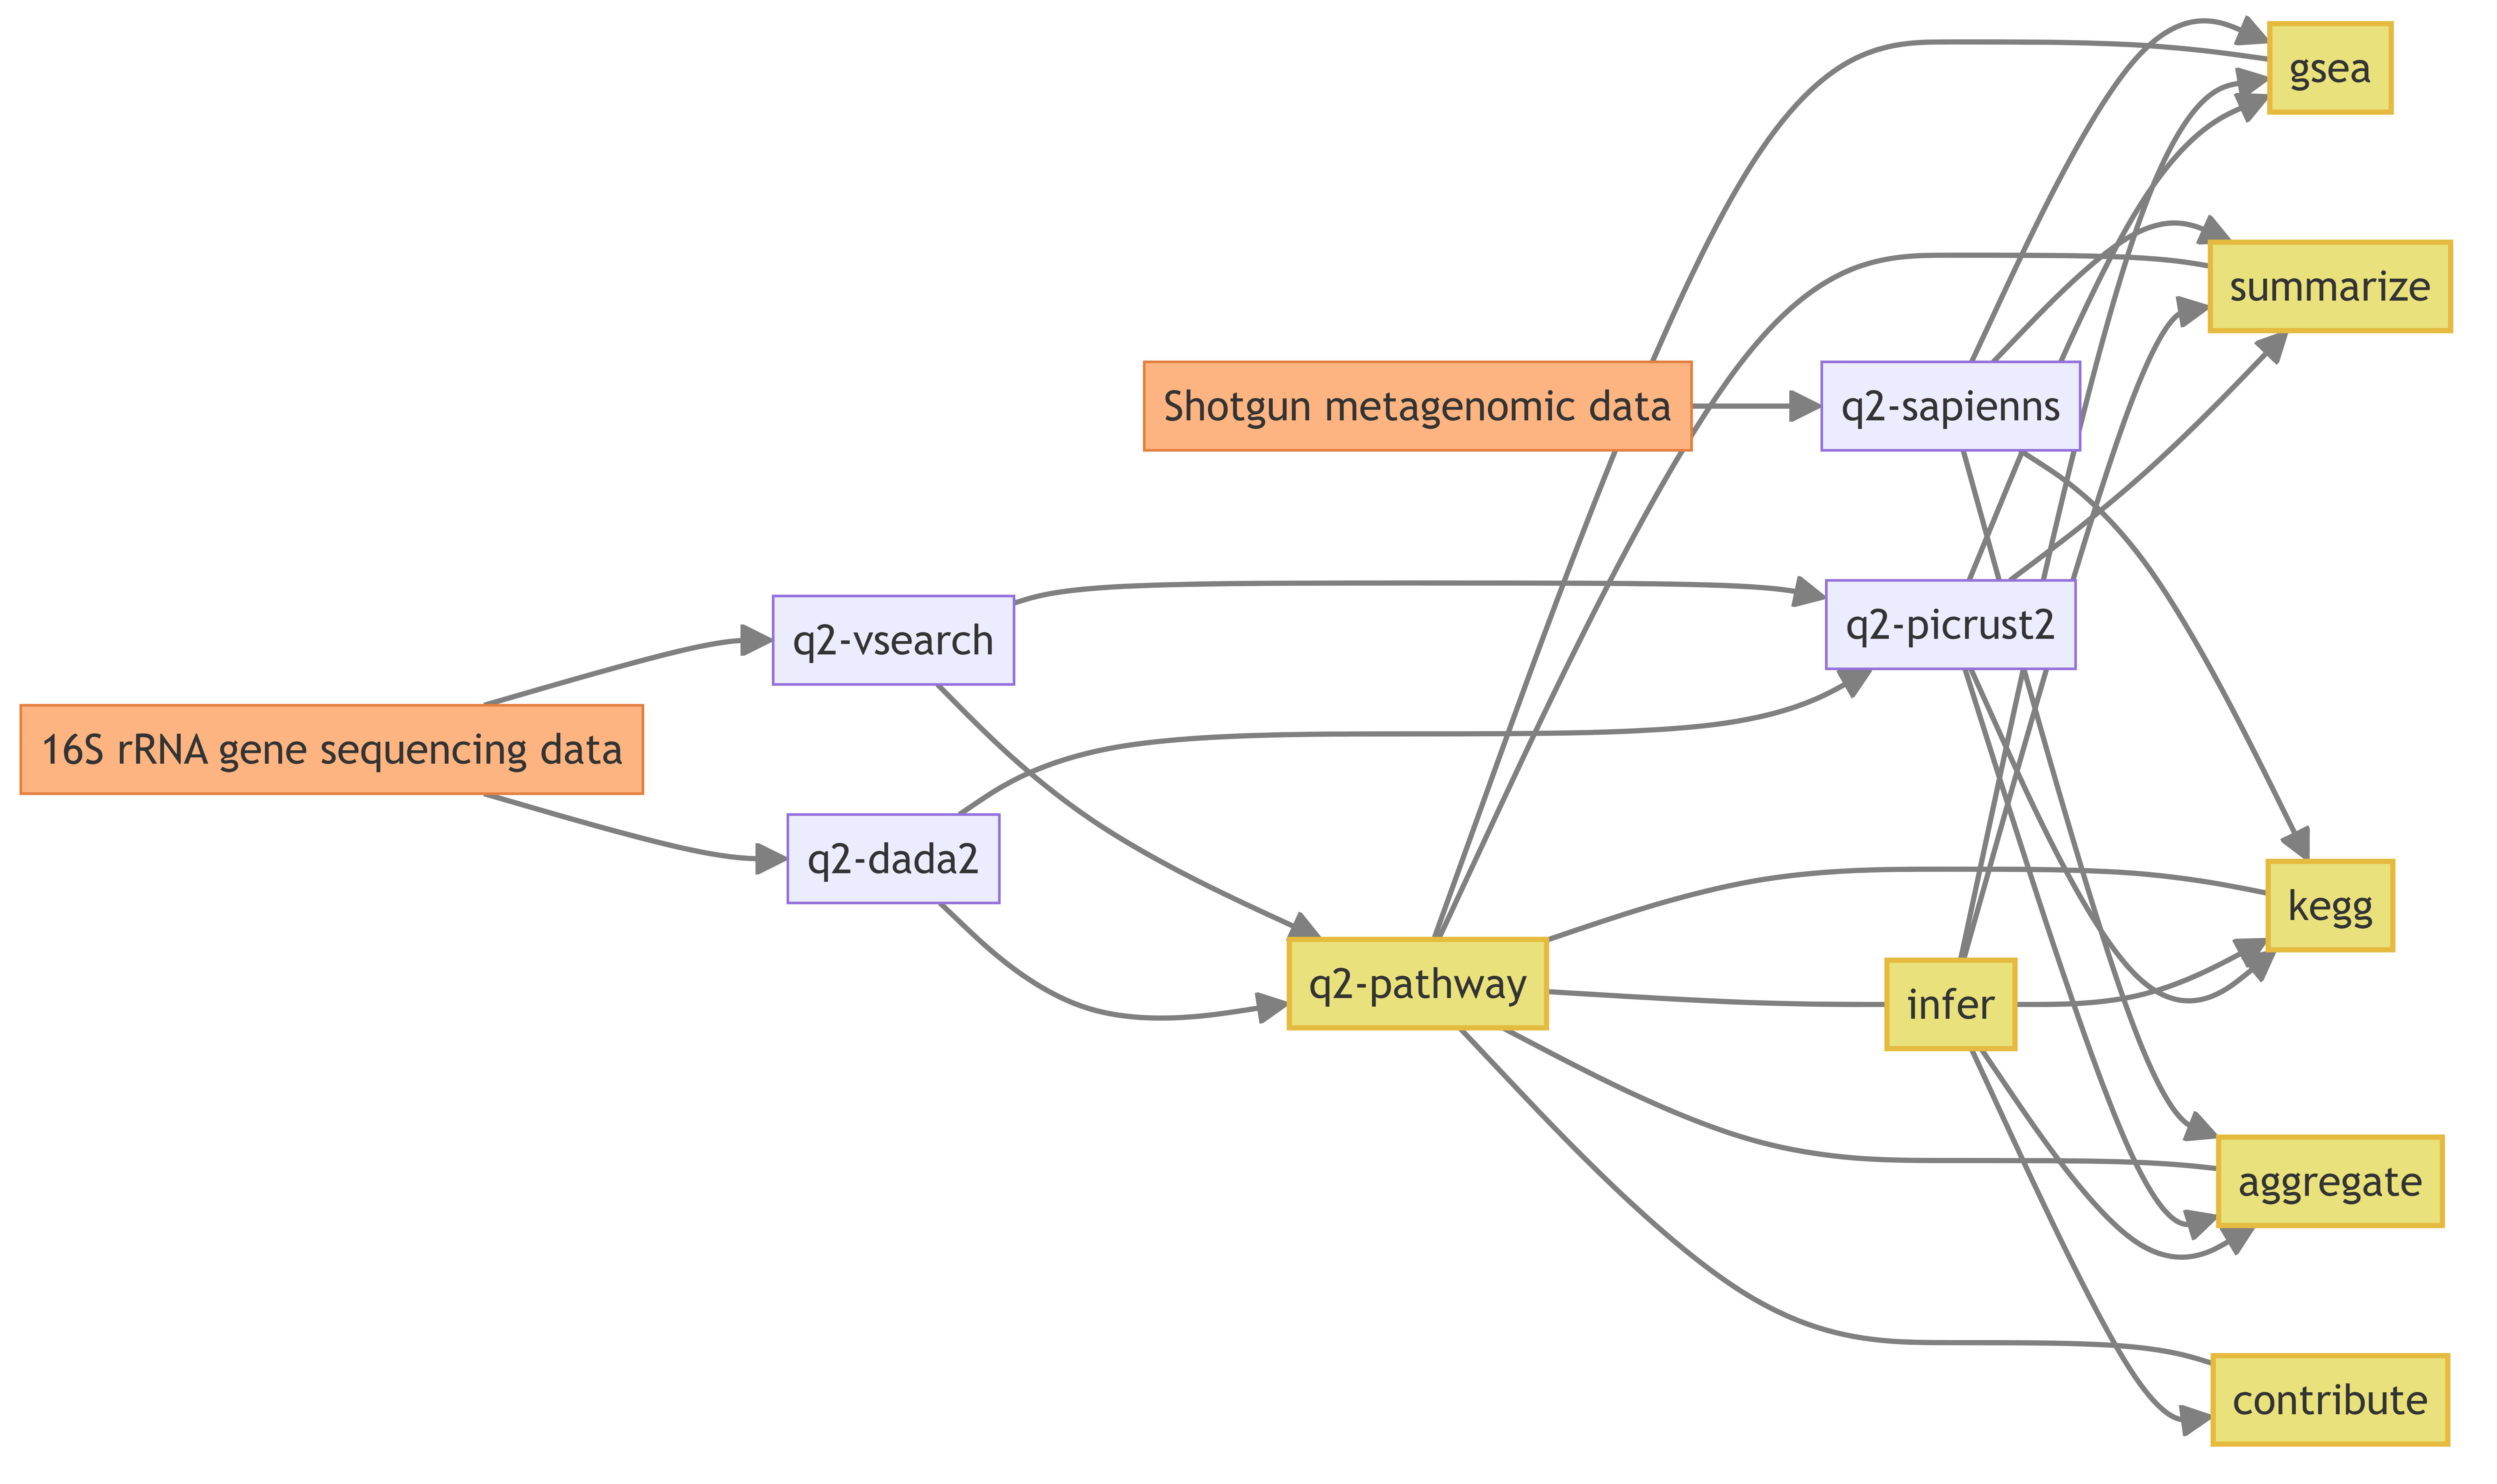 gsea
summarize
Shotgun metagenomic data
q2-sapienns
q2-vsearch
q2-picrust2
16S rRNA gene sequencing data
q2-dada2
kegg
q2-pathway
infer
aggregate
contribute